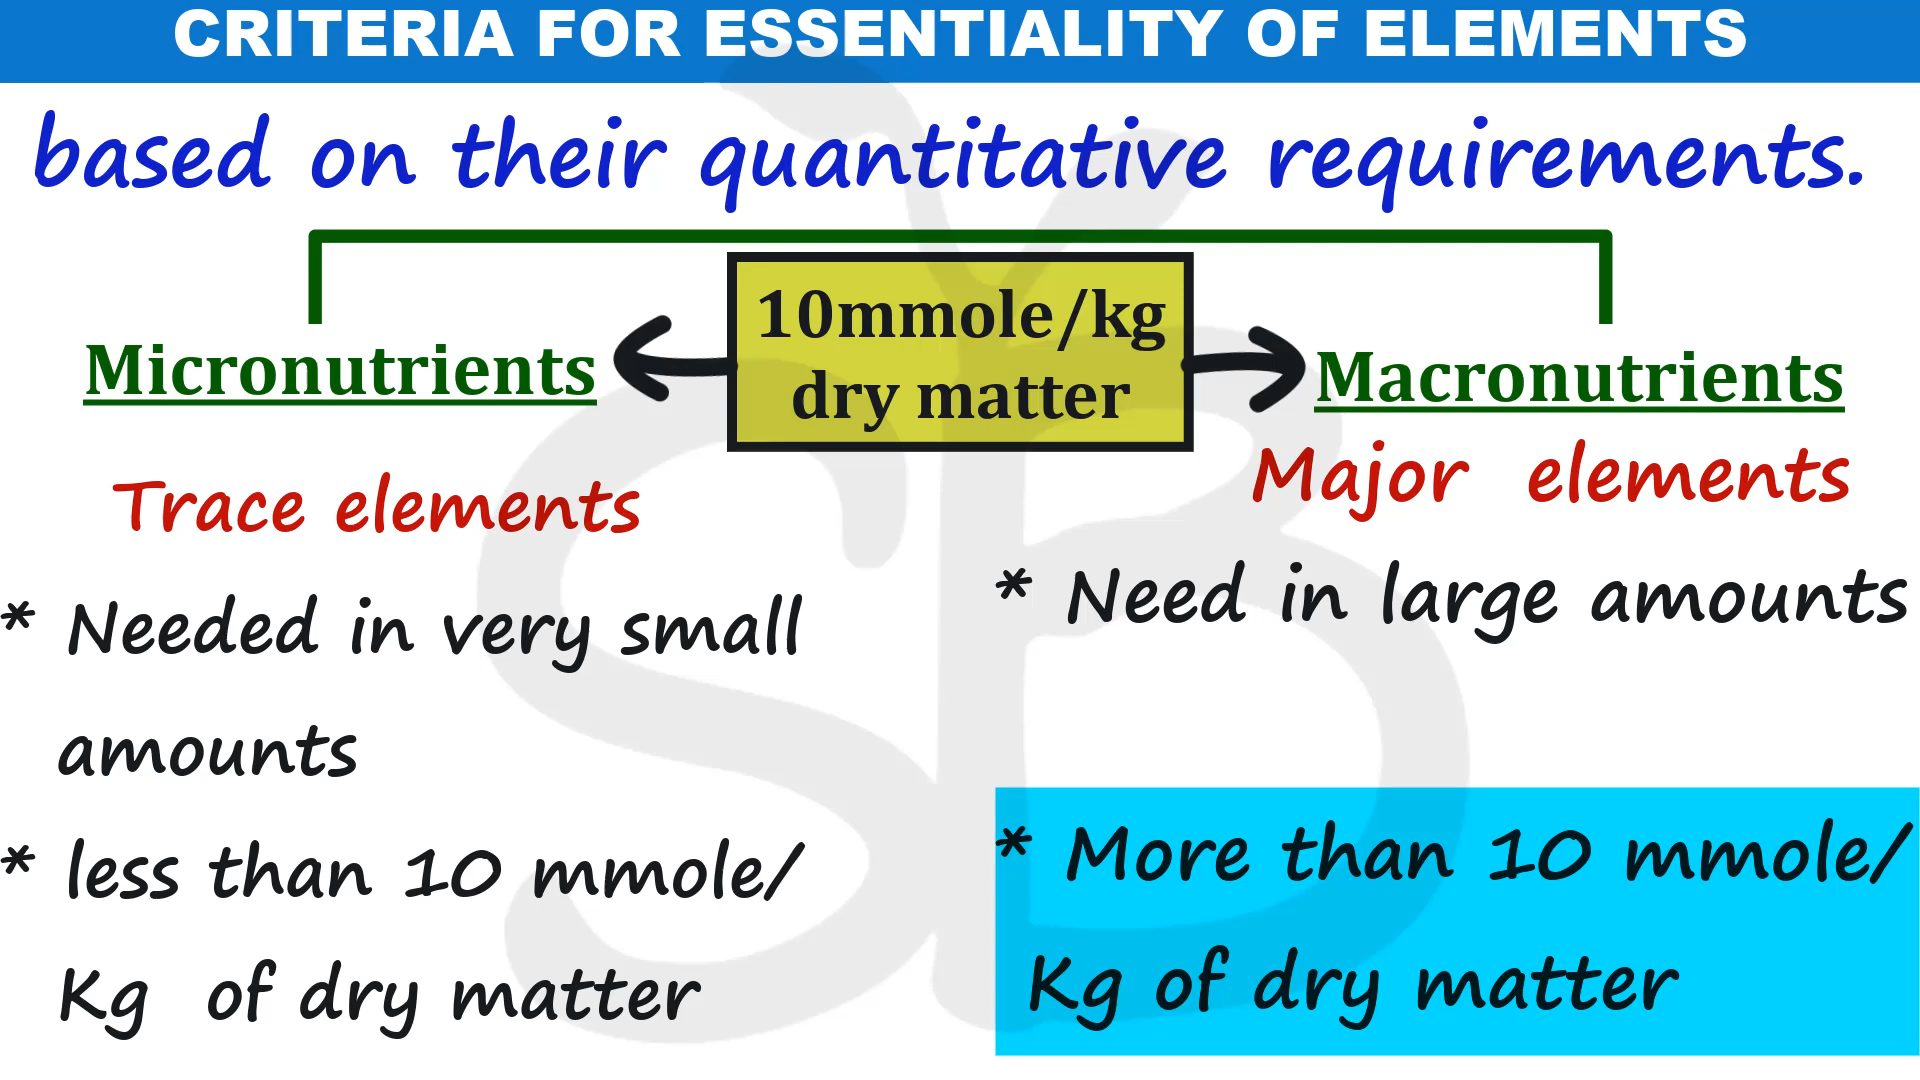 CRITERIA FOR ESSENTIALITY OF ELEMENTS
based on their quantitative requirements.
10mmole/kg
dry matter
Micronutrients
Trace elements
* Needed in very small
amounts
* less than 10 mmole/
Kg of dry matter
Macronutrients
Major elements
* Need in large amounts
* More than 10 mmole/
Kg of dry matter
SB